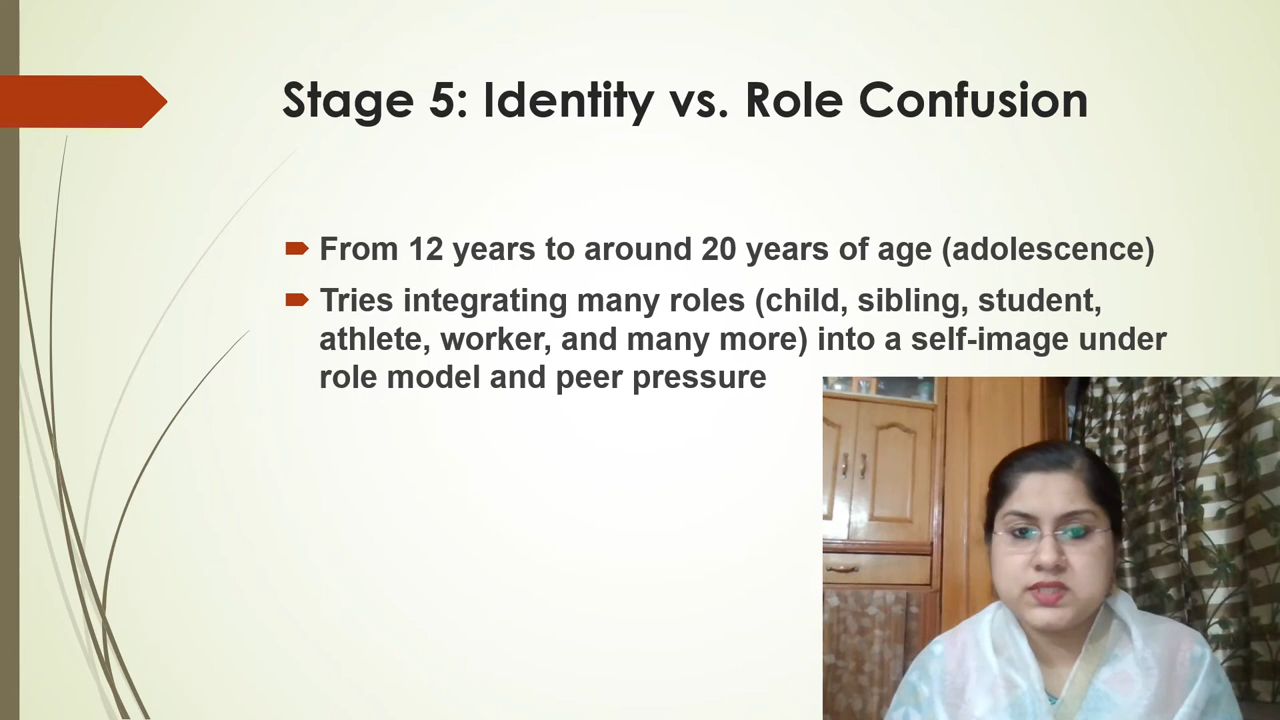 Stage 5: Identity vs. Role Confusion
From 12 years to around 20 years of age (adolescence)
Tries integrating many roles (child, sibling, student,
athlete, worker, and many more) into a self-image under
role model and peer pressure